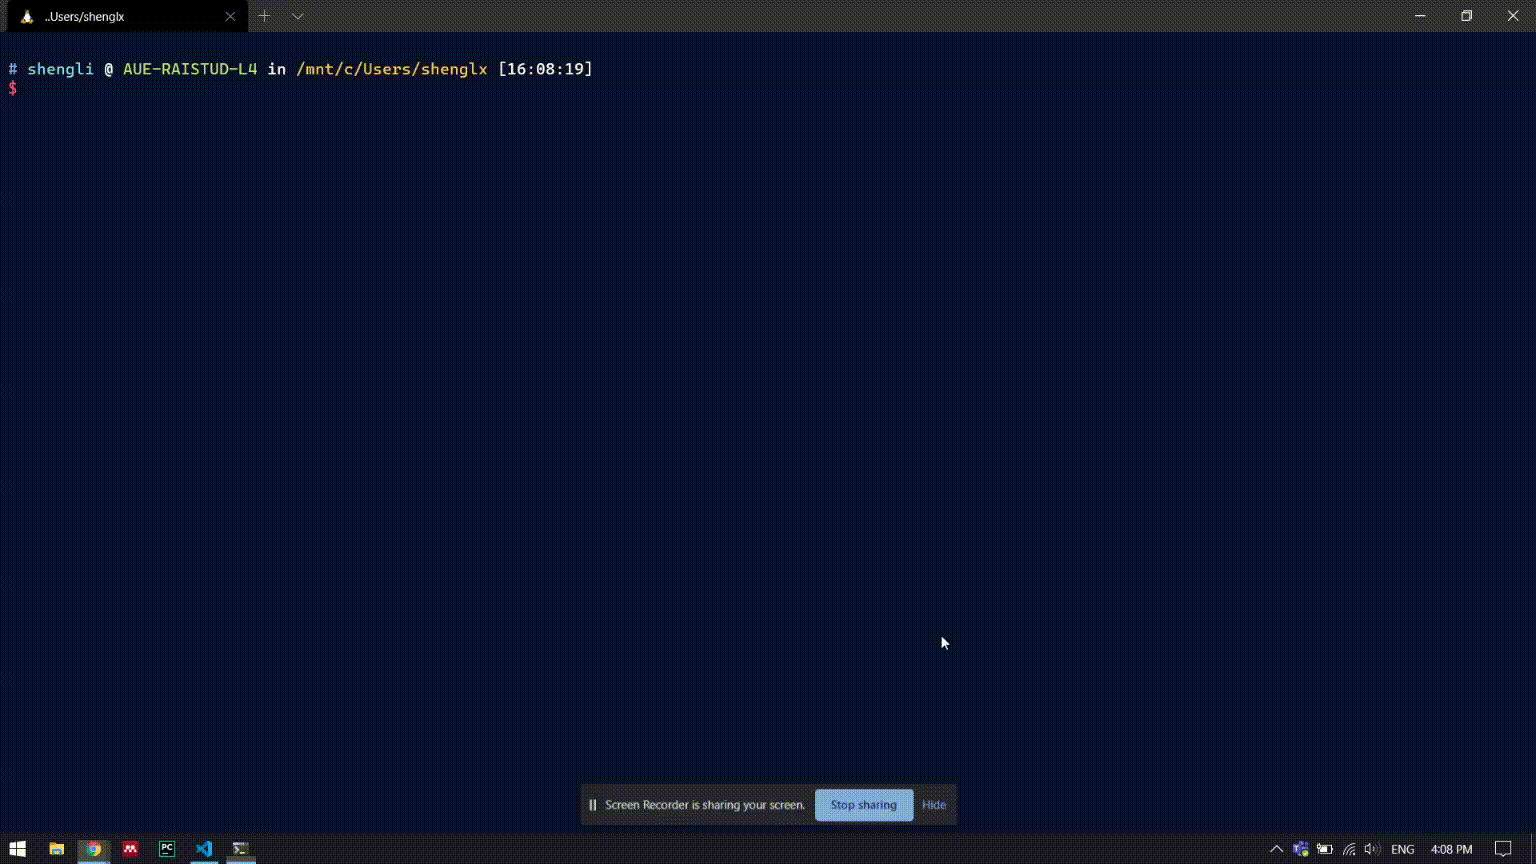 ..Users/shenglx
# shengli @ AUE-RAISTUD-L4 in /mnt/c/Users/shenglx [16:08:19]
$
Screen Recorder is sharing your screen. Stop sharing Hide
PC ENG 4:08 PM